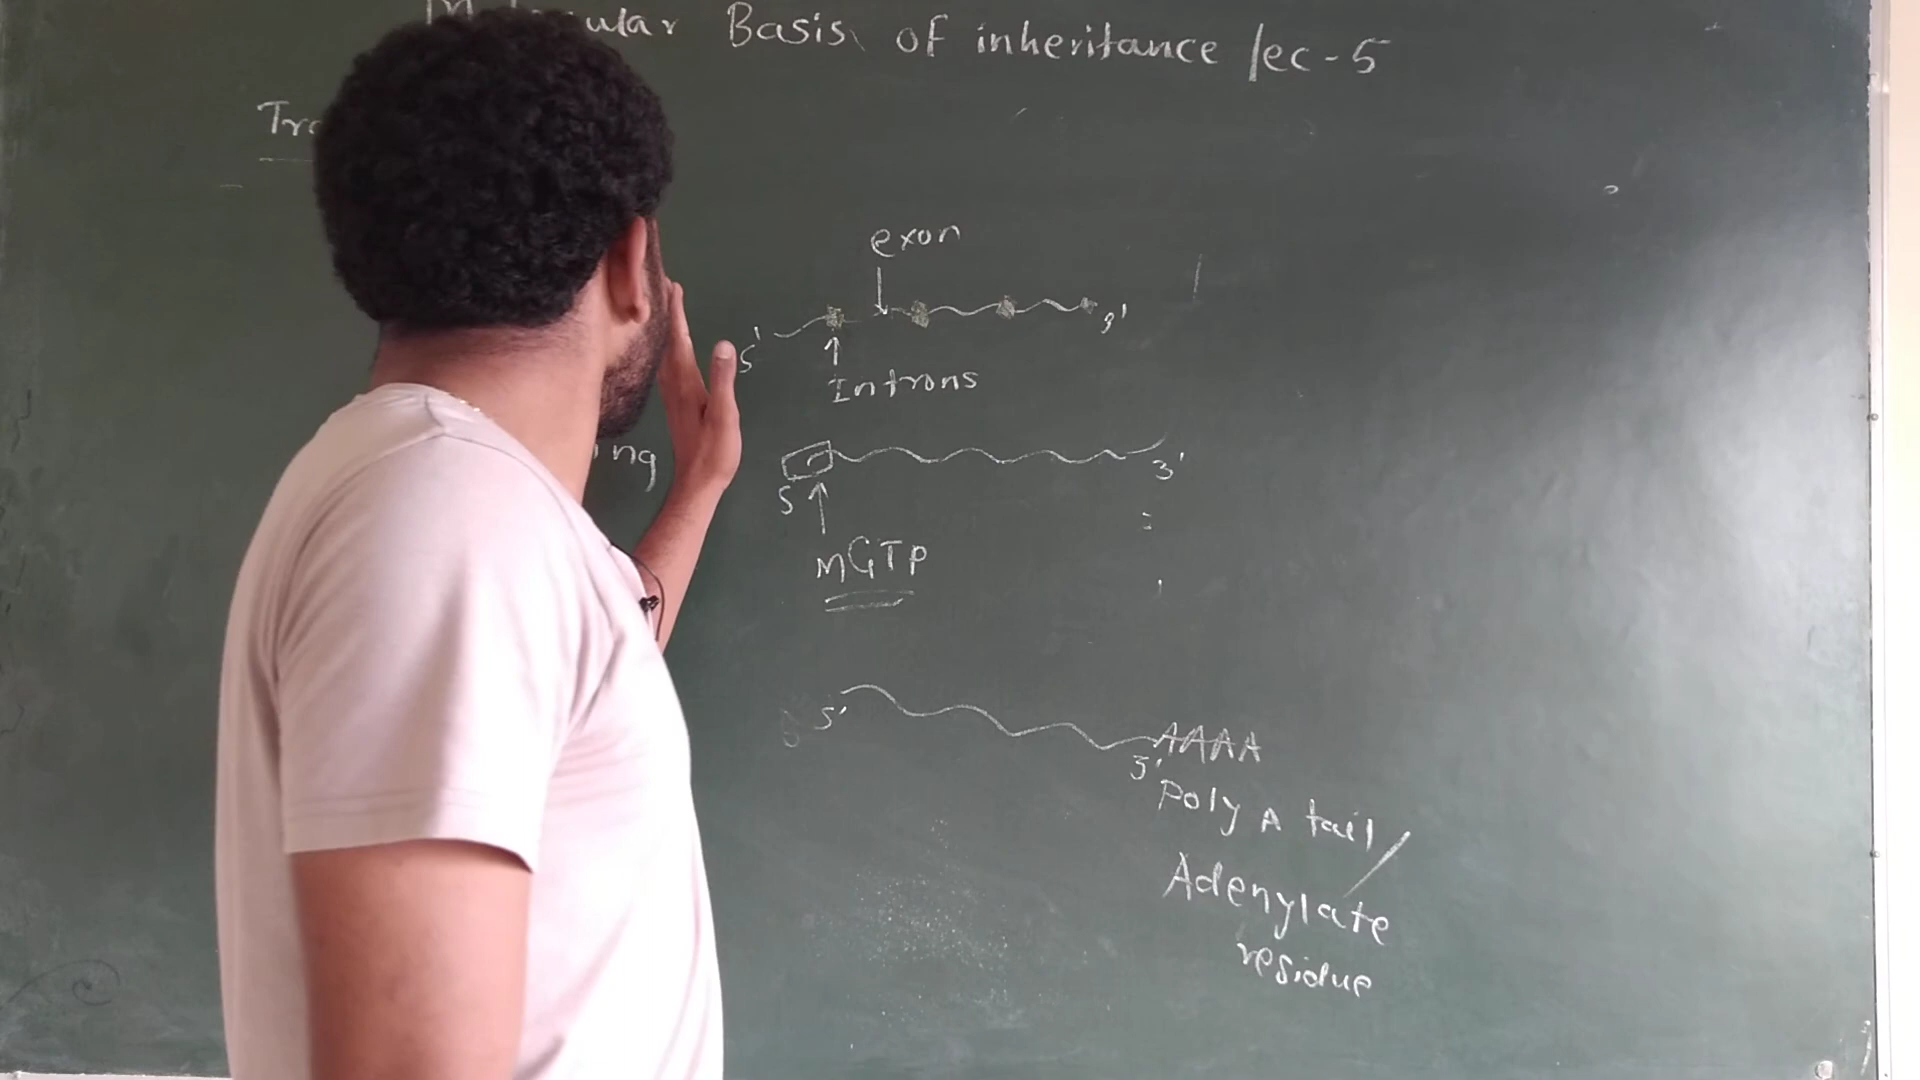 Basis of inheritance lec-5
exon
5' 3'
Introns
3'
5
mGTP
5' AAAA
3'
Poly A tail/
Adenylate
residue